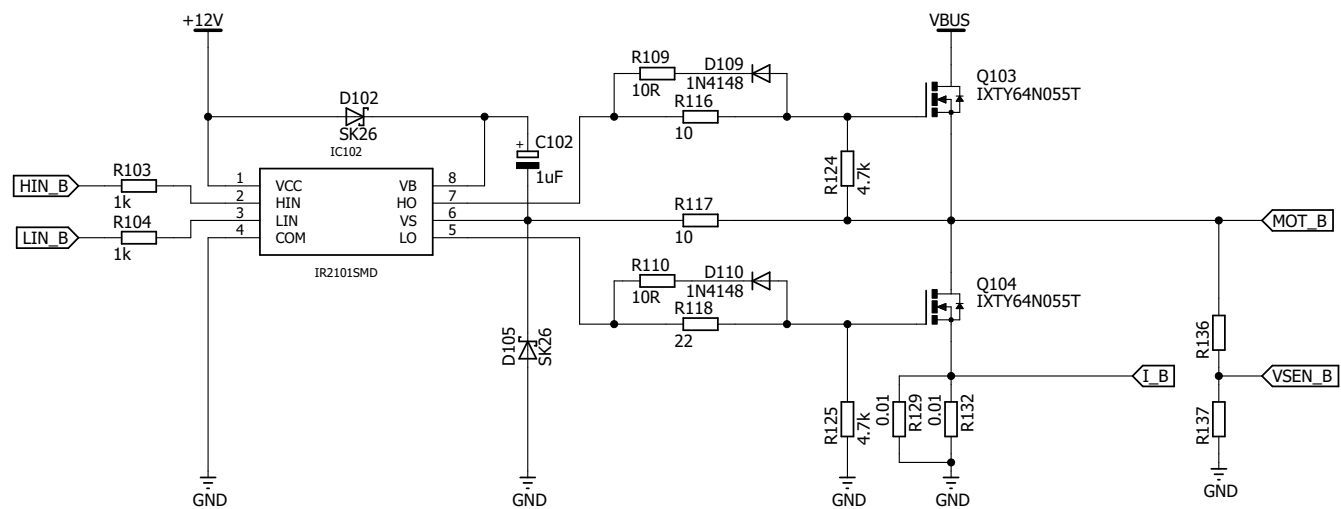 +12V
VBUS
R109
10R
D109
1N4148
Q103
IXTY64N055T
D102
SK26
R116
10
IC102
+
C102
1uF
R124
4.7k
HIN_B
R103
1k
1
VCC
VB
8
2
HIN
HO
7
3
LIN
VS
6
4
COM
LO
5
LIN_B
R104
1k
R117
10
MOT_B
IR2101SMD
R110
10R
D110
1N4148
Q104
IXTY64N055T
R118
22
D105
SK26
R136
I_B
VSEN_B
R125
4.7k
0.01
R129
0.01
R132
R137
GND
GND
GND
GND
GND